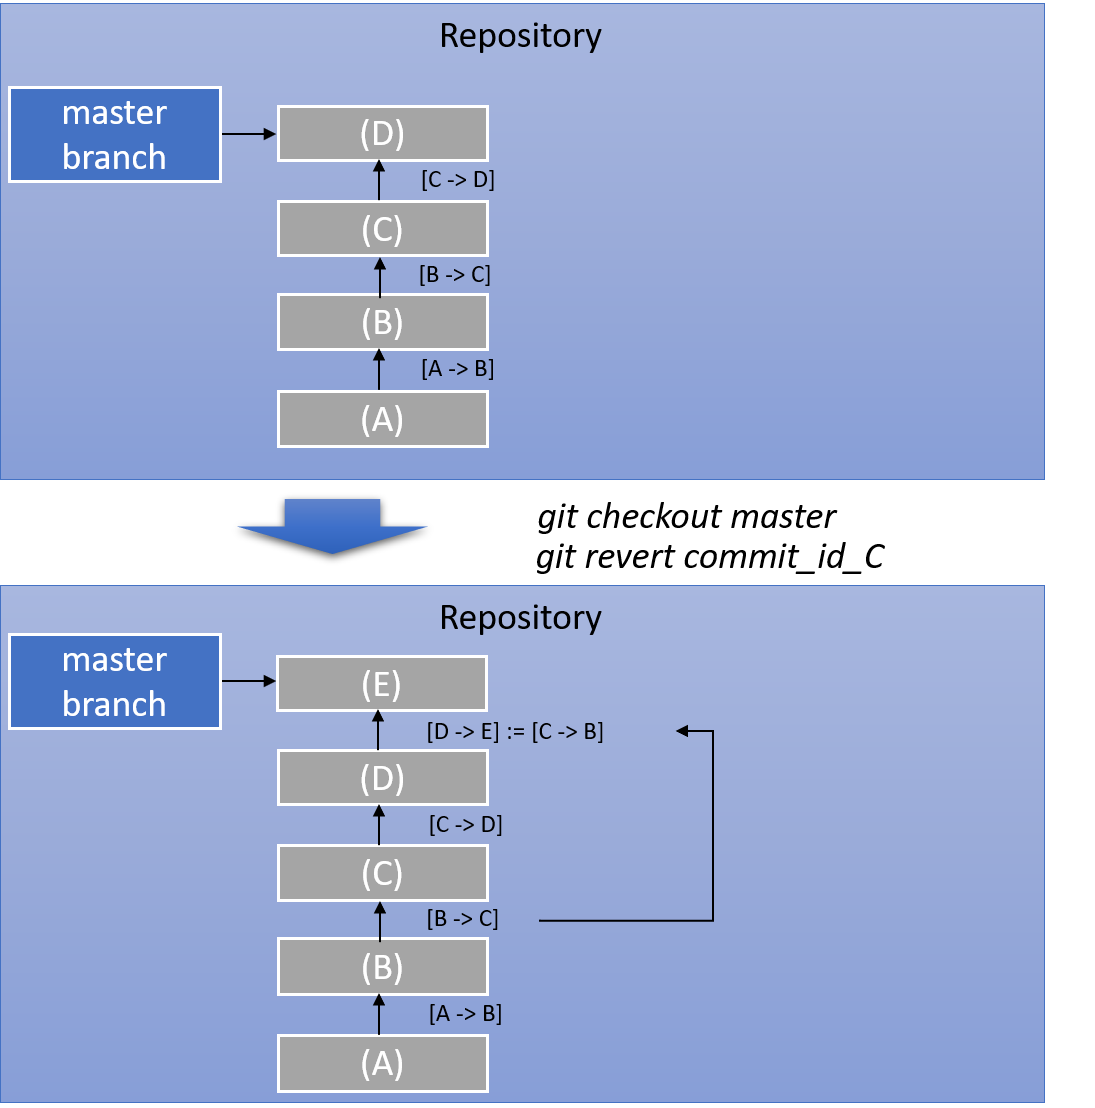 Repository
master
branch
(D)
[C -> D]
(C)
[B -> C]
(B)
[A -> B]
(A)
git checkout master
git revert commit_id_C
Repository
master
branch
(E)
[D -> E] := [C -> B]
(D)
[C -> D]
(C)
[B -> C]
(B)
[A -> B]
(A)